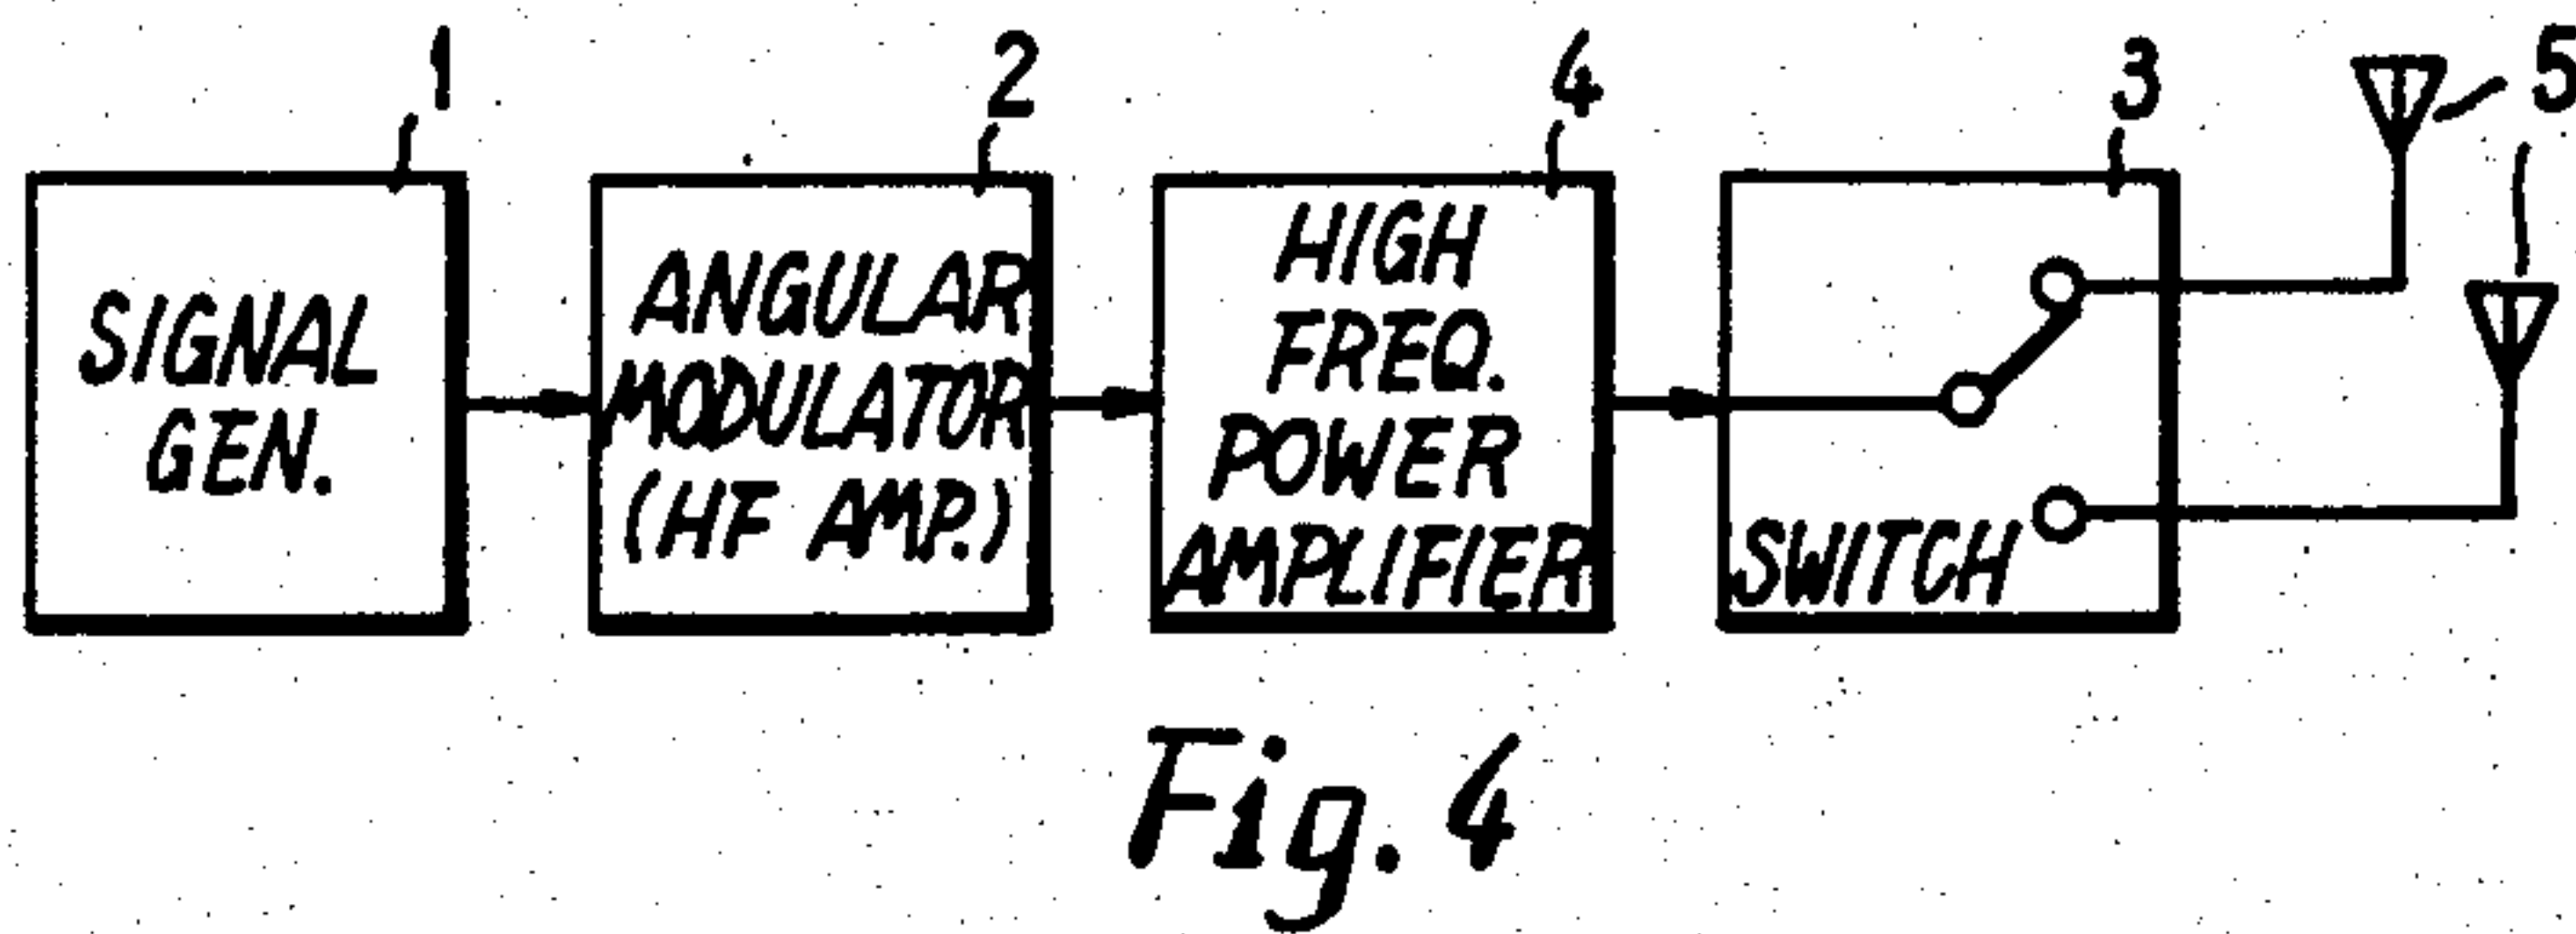 1
2
4
3
5
SIGNAL
GEN.
ANGULAR
MODULATOR
(HF AMP.)
HIGH
FREQ.
POWER
AMPLIFIER
SWITCH
Fig. 4